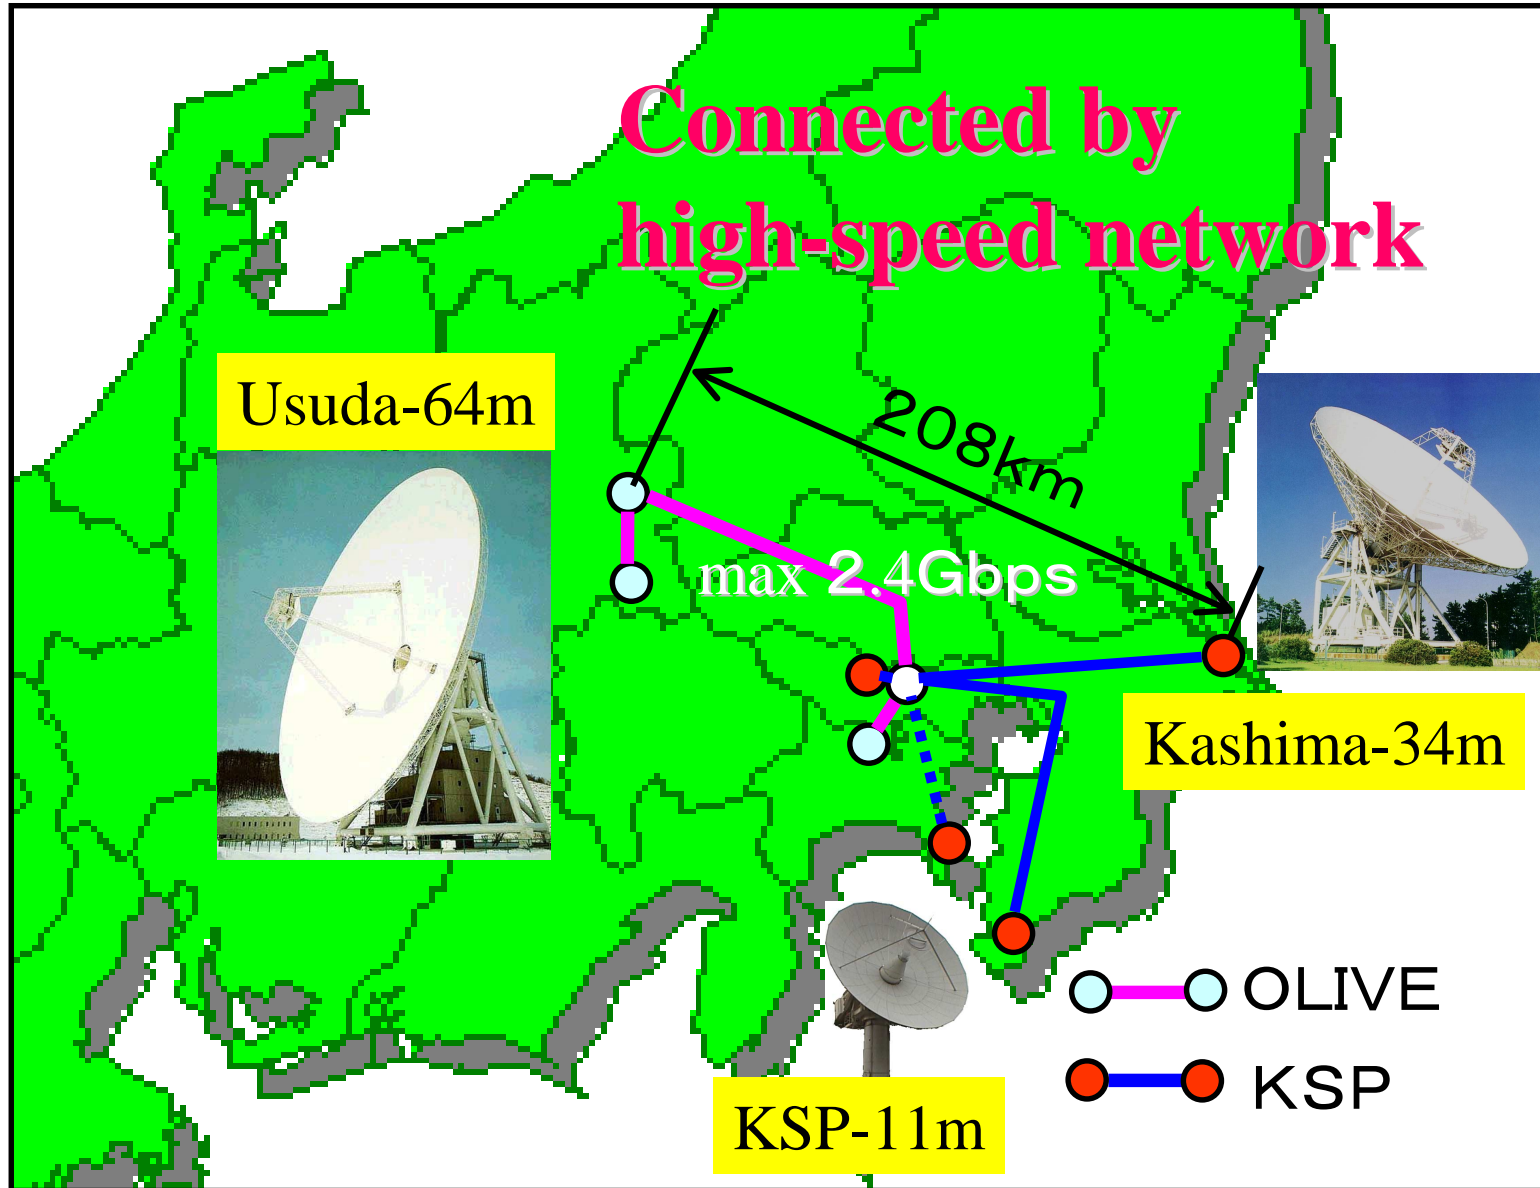 Connected by
high-speed network
Usuda-64m
208km
max 2.4Gbps
Kashima-34m
OLIVE
KSP
KSP-11m